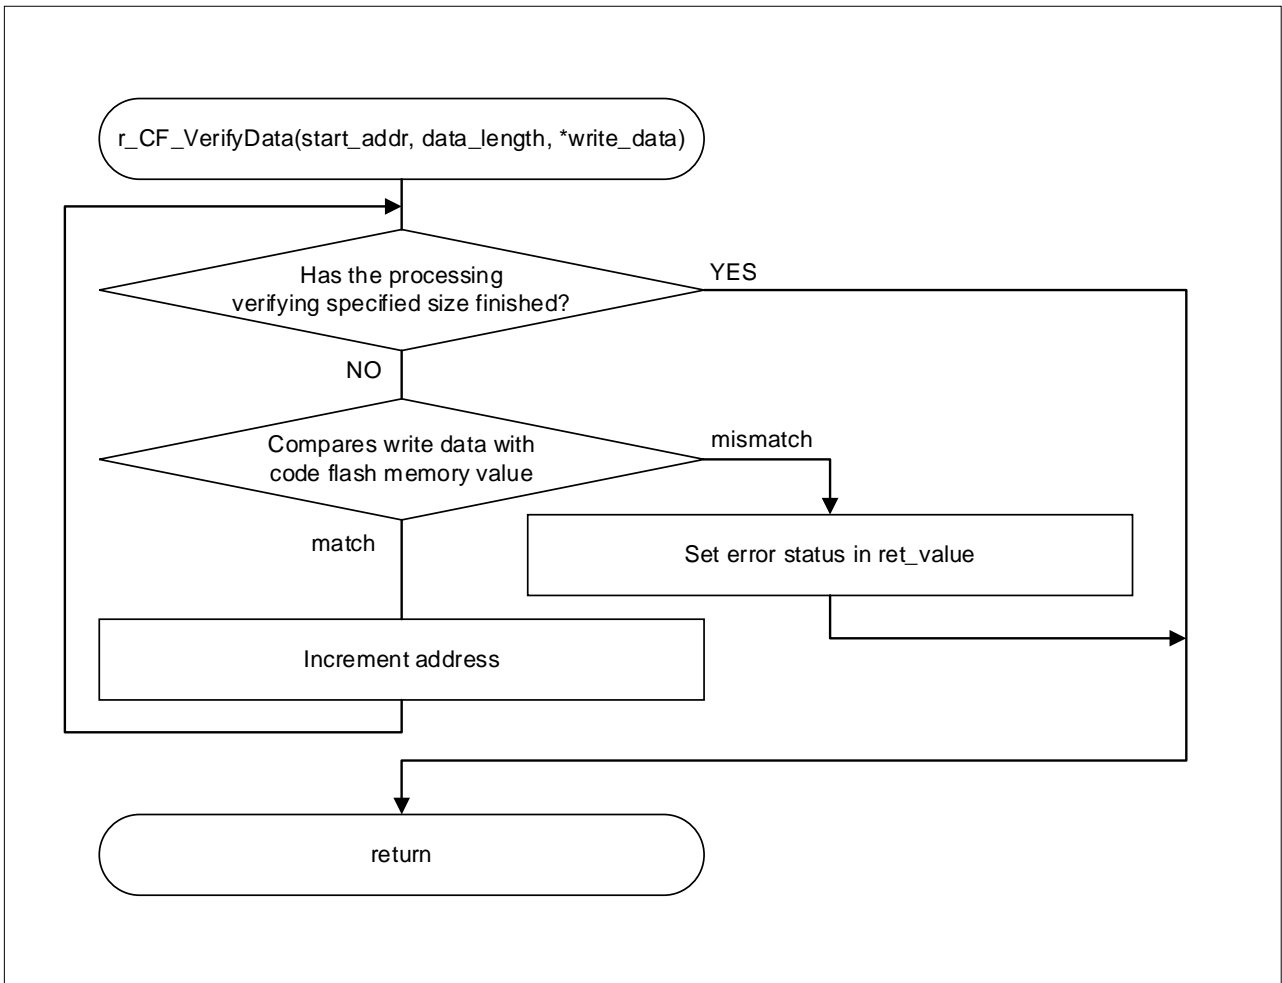 r_CF_VerifyData(start_addr, data_length, *write_data)
Has the processing
verifying specified size finished?
YES
NO
Compares write data with
code flash memory value
mismatch
match
Set error status in ret_value
Increment address
return